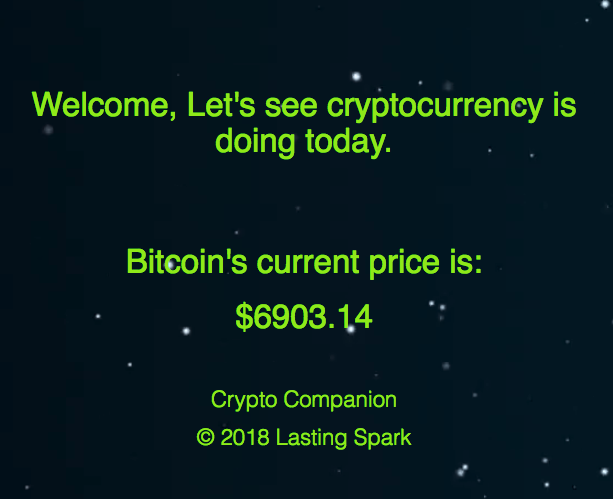 Welcome, Let's see cryptocurrency is
doing today.
Bitcoin's current price is:
$6903.14
Crypto Companion
© 2018 Lasting Spark